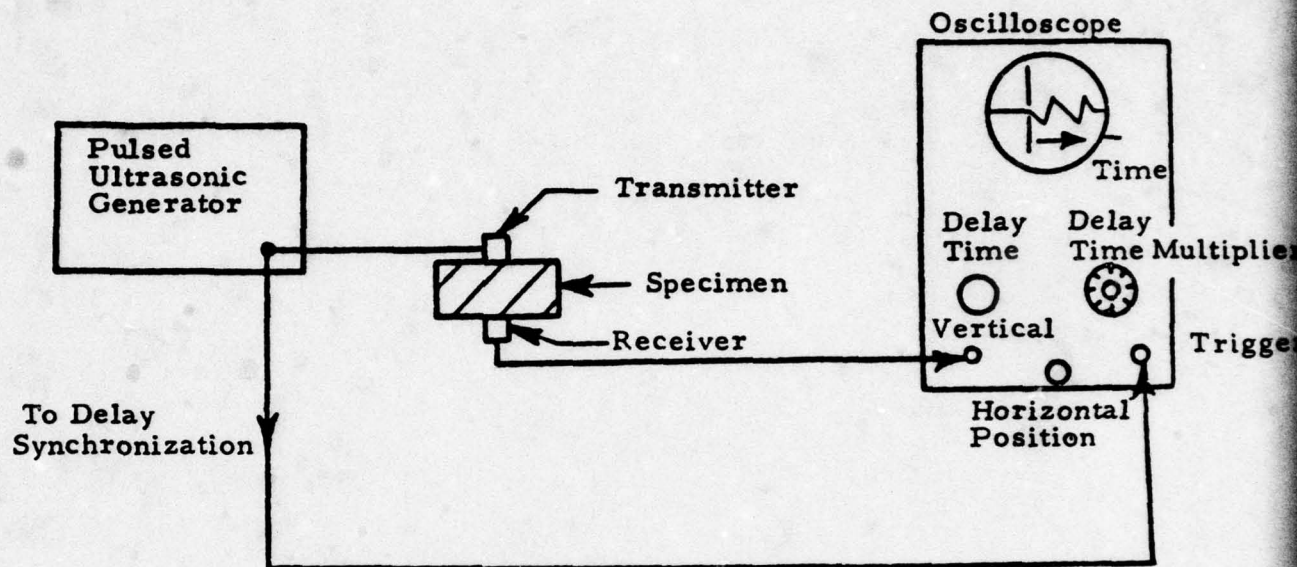 Oscilloscope
Pulsed
Ultrasonic
Generator
Transmitter
Time
Delay
Time
Delay
Time Multiplier
Specimen
Vertical
Receiver
Trigger
To Delay
Synchronization
Horizontal
Position